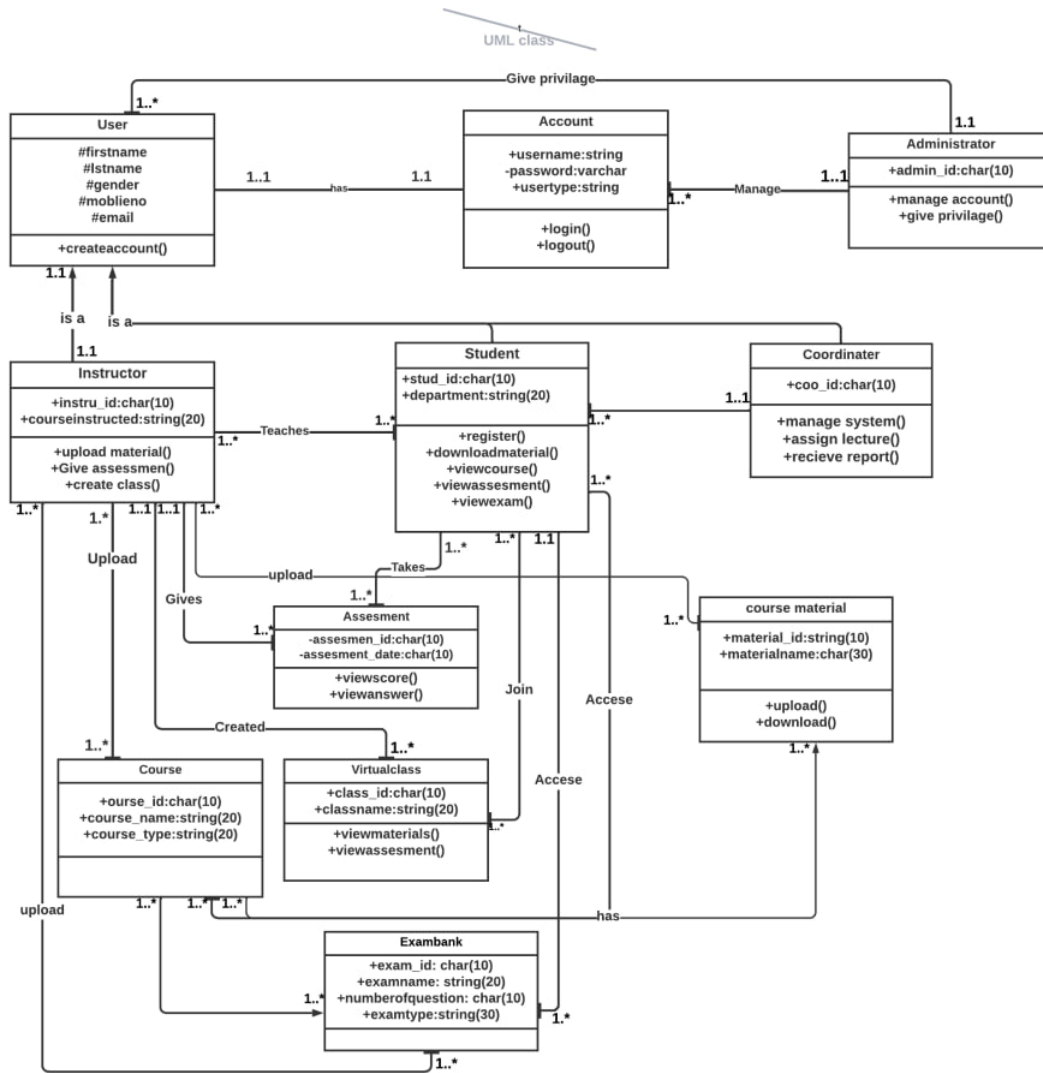 t
UML class
Give privilage
1..*
1.1
User
#firstname
#lstname
#gender
#moblieno
#email
+createaccount()
1..1
has
1.1
Account
+username:string
-password:varchar
+usertype:string
+login()
+logout()
1..*
Manage
1..1
Administrator
+admin_id:char(10)
+manage account()
+give privilage()
1.1
is a
is a
1.1
Instructor
+instru_id:char(10)
+courseinstructed:string(20)
+upload material()
+Give assessmen()
+create class()
1..*
Teaches
1..*
Student
+stud_id:char(10)
+department:string(20)
+register()
+downloadmaterial()
+viewcourse()
+viewassesment()
+viewexam()
1..*
1..1
Coordinater
+coo_id:char(10)
+manage system()
+assign lecture()
+recieve report()
1..*
1..*
1.*
1..1
1..1
1..*
1..*
1..*
1.1
Upload
Gives
upload
Takes
1..*
1..*
Assesment
-assesmen_id:char(10)
-assesment_date:char(10)
+viewscore()
+viewanswer()
Join
Accese
Accese
1..*
course material
+material_id:string(10)
+materialname:char(30)
+upload()
+download()
1..*
Created
1..*
1..*
Course
+ourse_id:char(10)
+course_name:string(20)
+course_type:string(20)
Virtualclass
+class_id:char(10)
+classname:string(20)
+viewmaterials()
+viewassesment()
1..*
1..*
1..*
1..*
upload
has
Exambank
+exam_id: char(10)
+examname: string(20)
+numberofquestion: char(10)
+examtype:string(30)
1..*
1.*
1..*